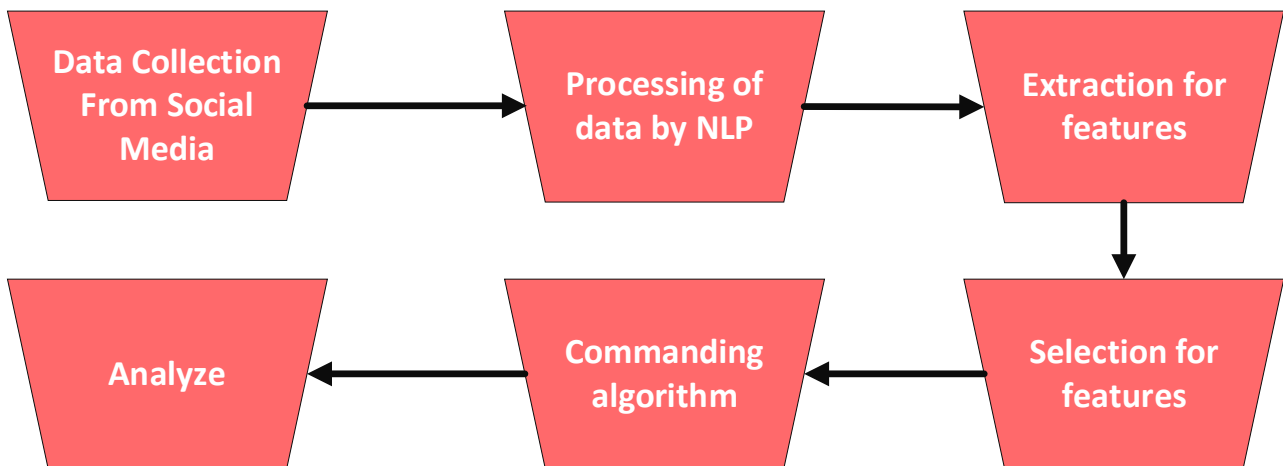 Data Collection
From Social
Media
Processing of
data by NLP
Extraction for
features
Selection for
features
Commanding
algorithm
Analyze